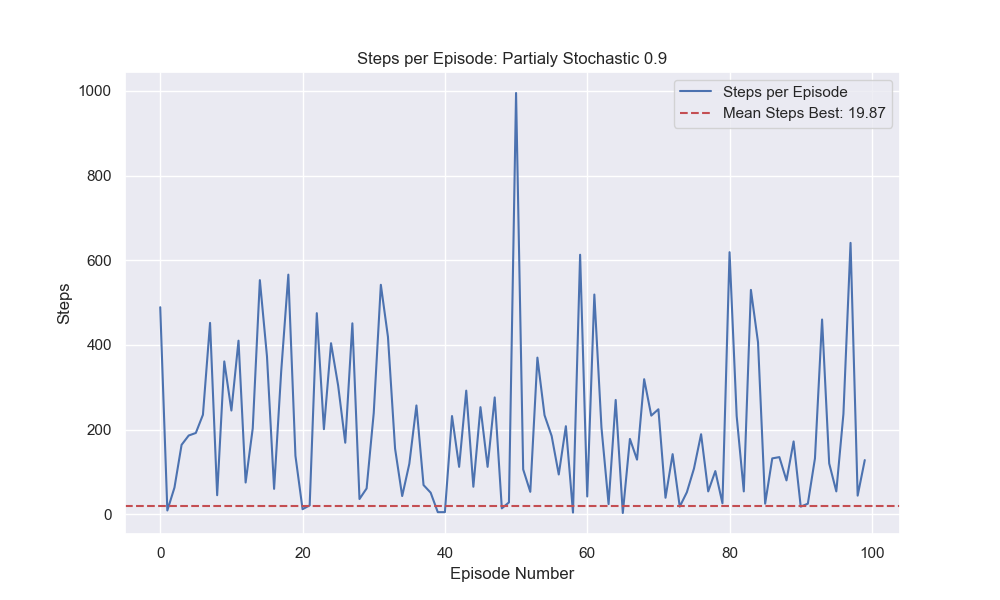 Steps per Episode: Partialy Stochastic 0.9
Steps per Episode
Mean Steps Best: 19.87
1000
800
600
400
200
0
Steps
0 20 40 60 80 100
Episode Number